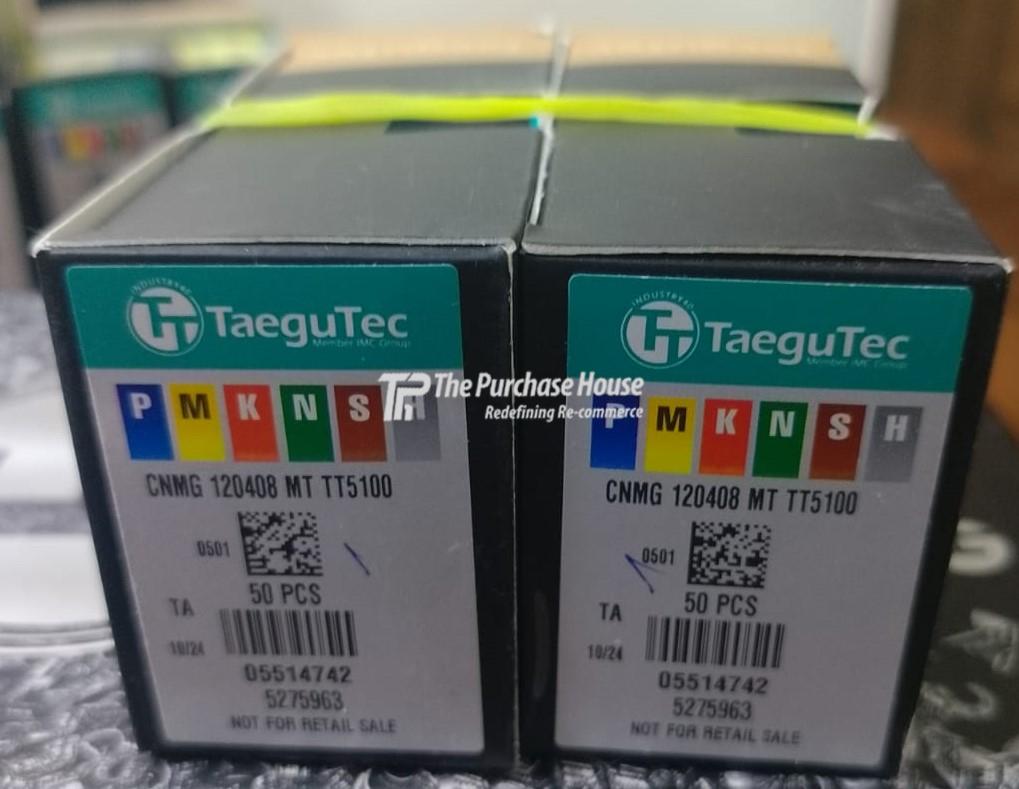 INDUSTRY4.0
TaeguTec
Member IMC Group
P M K N S H
CNMG 120408 MT TT5100
0501
50 PCS
TA
10/24
05514742
5275963
NOT FOR RETAIL SALE
INDUSTRY4.0
TaeguTec
Member IMC Group
P M K N S H
CNMG 120408 MT TT5100
0501
50 PCS
TA
10/24
05514742
5275963
NOT FOR RETAIL SALE
TPH The Purchase House
Redefining Re-commerce